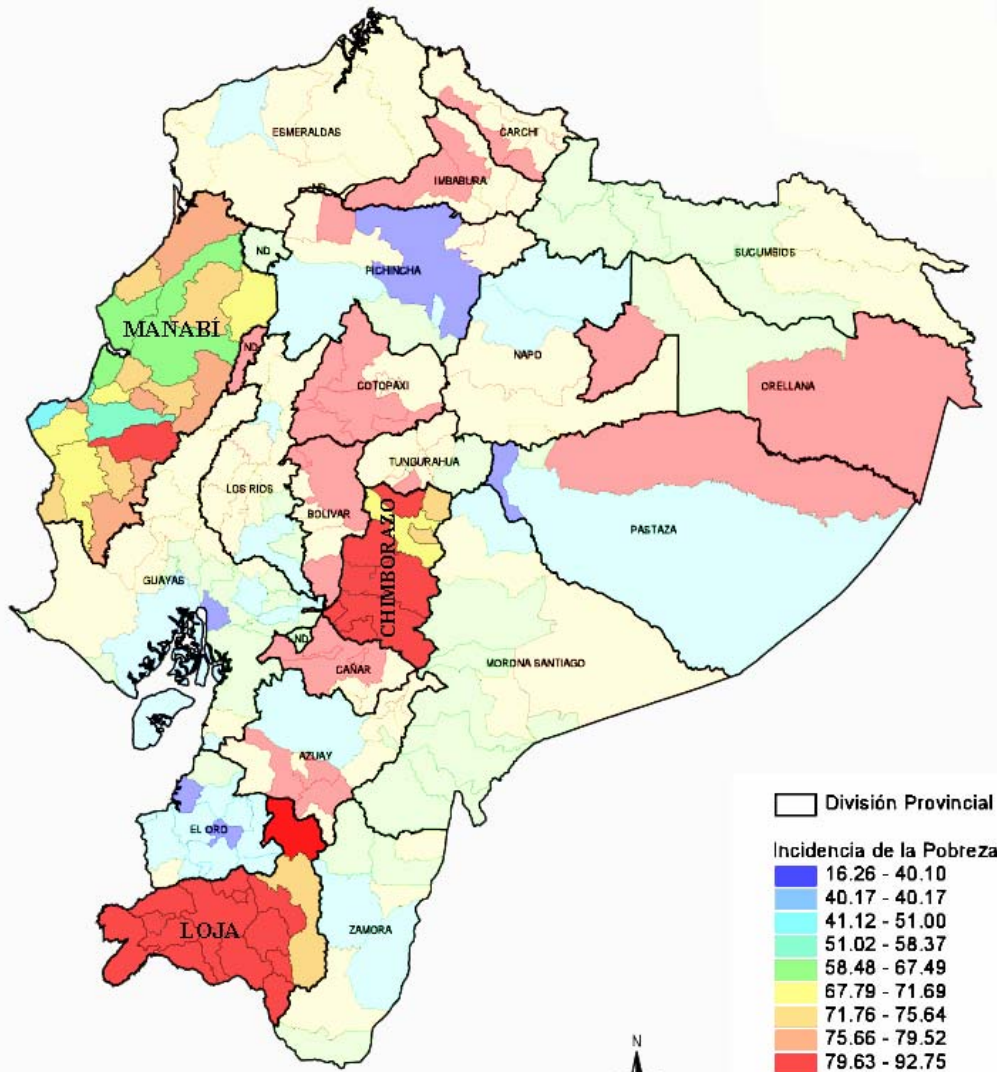 ESMERALDAS
CARCHI
IMBABURA
ND
SUCUMBIOS
ND
PICHINCHA
MANABÍ
ND
NAPO
COTOPAXI
ORELLANA
TUNGURAHUA
LOS RIOS
BOLIVAR
CHIMBORAZO
PASTAZA
GUAYAS
ND
CAÑAR
MORONA SANTIAGO
AZUAY
EL ORO
LOJA
ZAMORA
División Provincial
Incidencia de la Pobreza
16.26 - 40.10
40.17 - 40.17
41.12 - 51.00
51.02 - 58.37
58.48 - 67.49
67.79 - 71.69
71.76 - 75.64
75.66 - 79.52
79.63 - 92.75
N